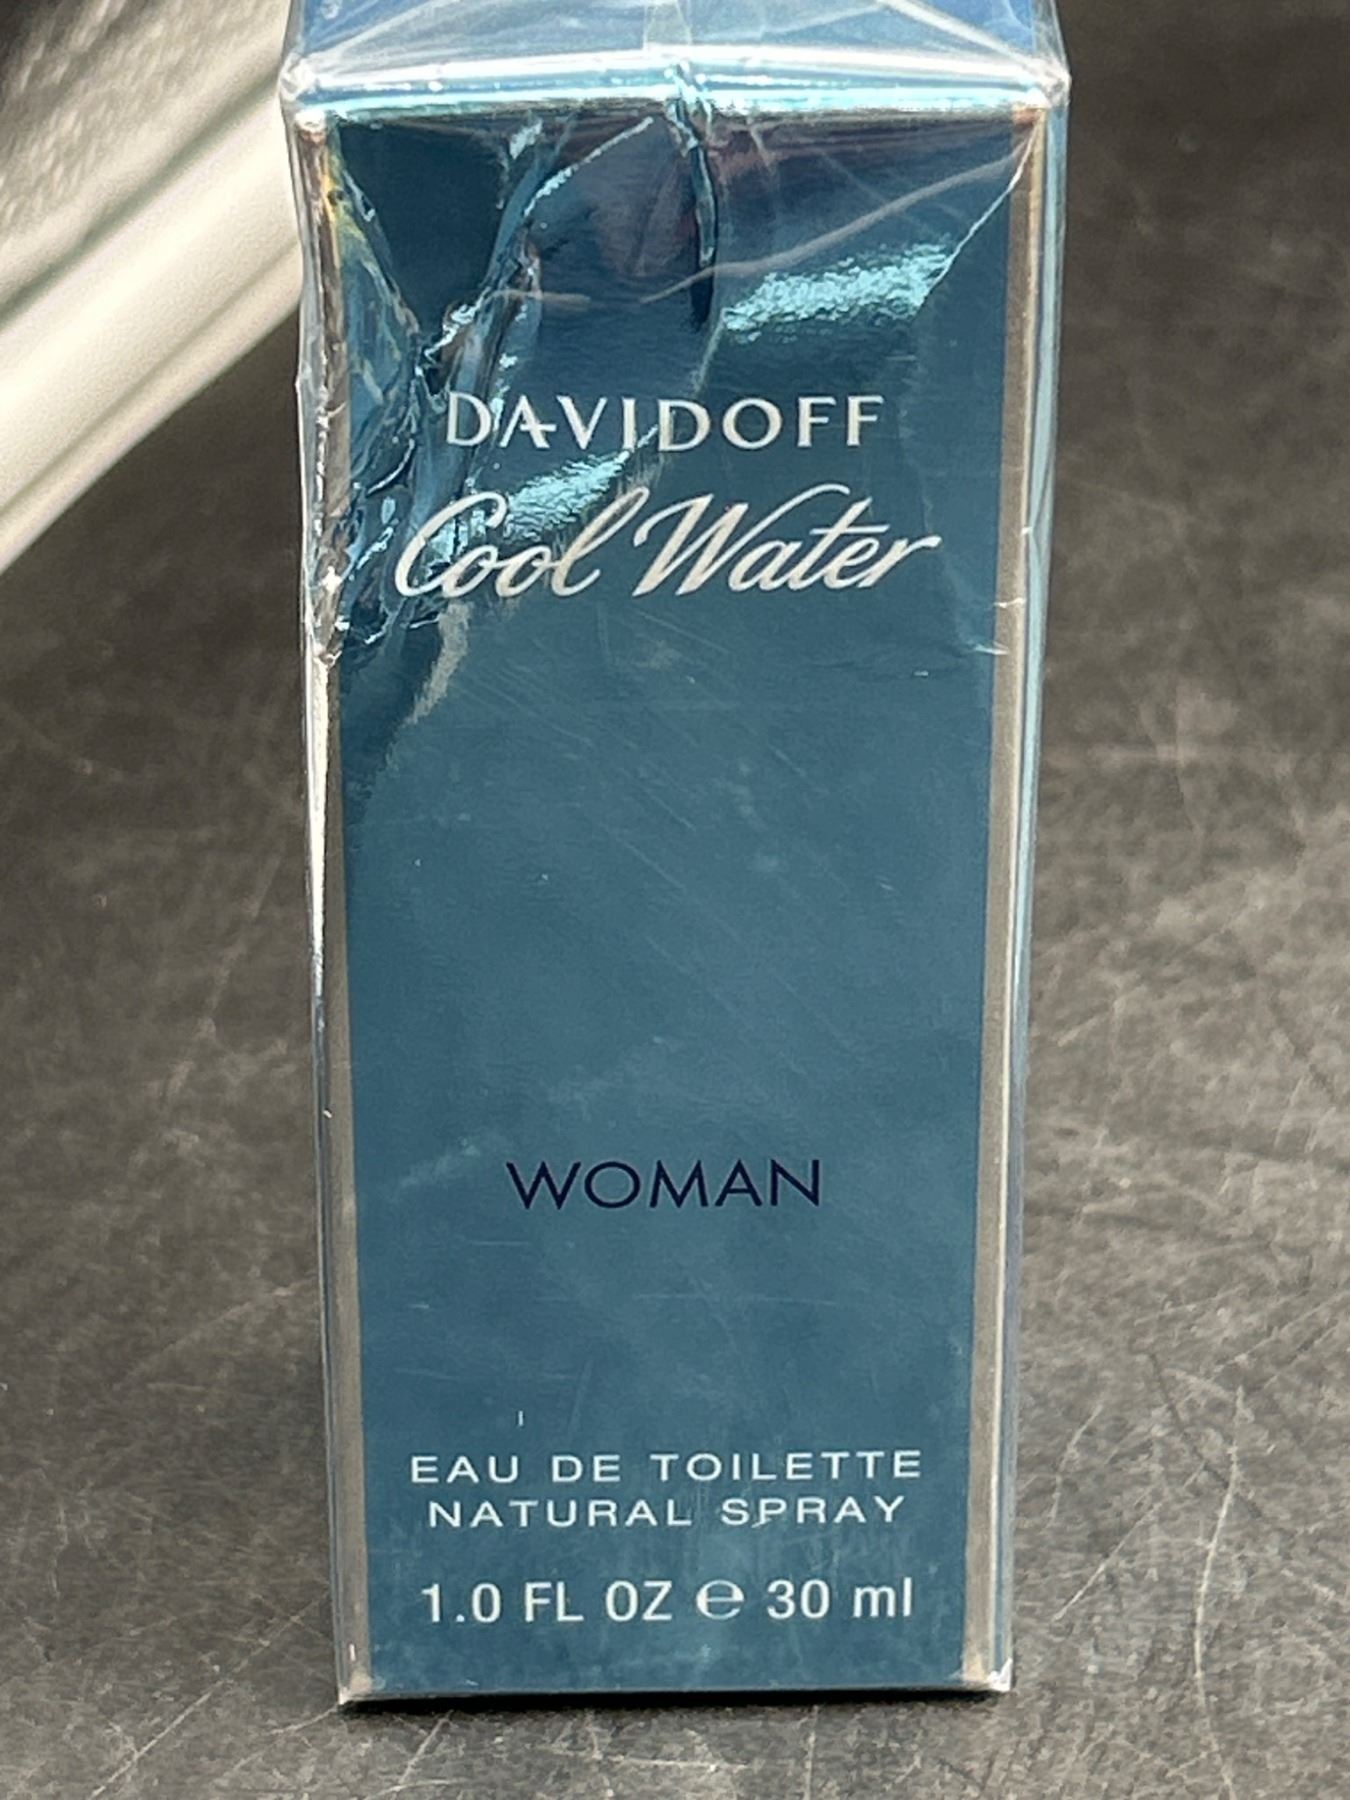 DAVIDOFF
Cool Water
WOMAN
EAU DE TOILETTE
NATURAL SPRAY
1.0 FL OZ ℮ 30 ml